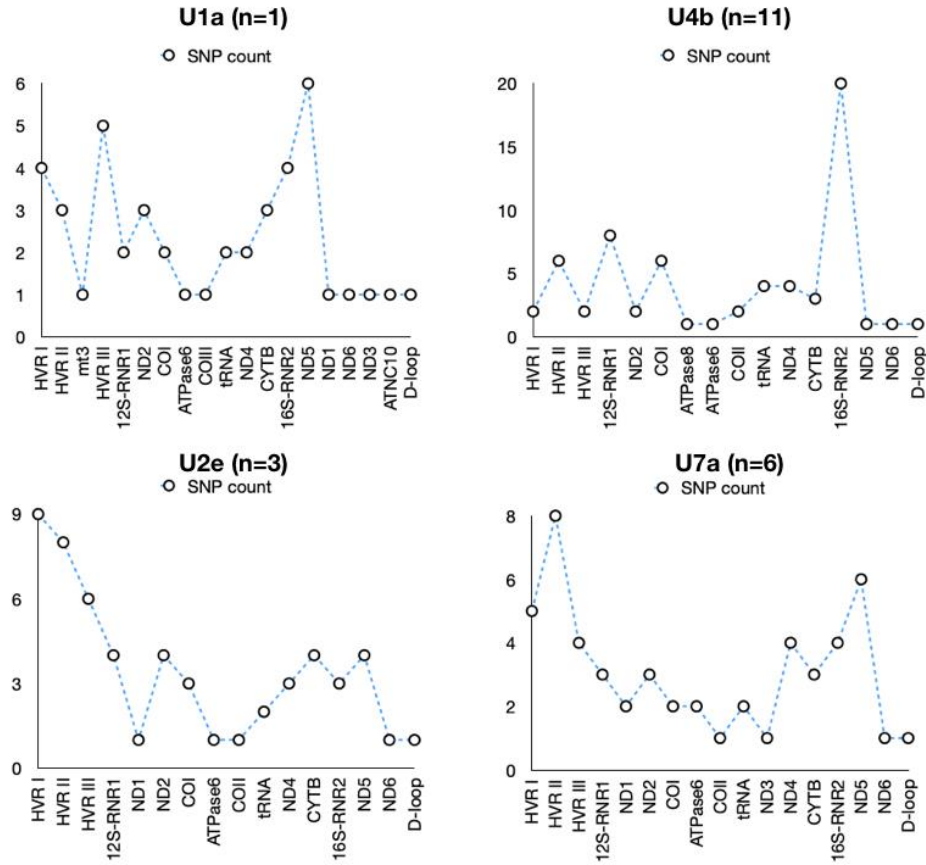 U1a (n=1)
SNP count
6
5
4
3
2
1
0
HVR I
HVR II
mt3
HVR III
12S-RNR1
ND2
COI
ATPase6
COIII
tRNA
ND4
CYTB
16S-RNR2
ND5
ND1
ND6
ND3
ATNC10
D-loop
U4b (n=11)
SNP count
20
15
10
5
0
HVR I
HVR II
HVR III
12S-RNR1
ND2
COI
ATPase8
ATPase6
COII
tRNA
ND4
CYTB
16S-RNR2
ND5
ND6
D-loop
U2e (n=3)
SNP count
9
6
3
0
HVR I
HVR II
HVR III
12S-RNR1
ND1
ND2
COI
ATPase6
COII
tRNA
ND4
CYTB
16S-RNR2
ND5
ND6
D-loop
U7a (n=6)
SNP count
8
6
4
2
0
HVR I
HVR II
HVR III
12S-RNR1
ND1
ND2
COI
ATPase6
COII
tRNA
ND3
ND4
CYTB
16S-RNR2
ND5
ND6
D-loop